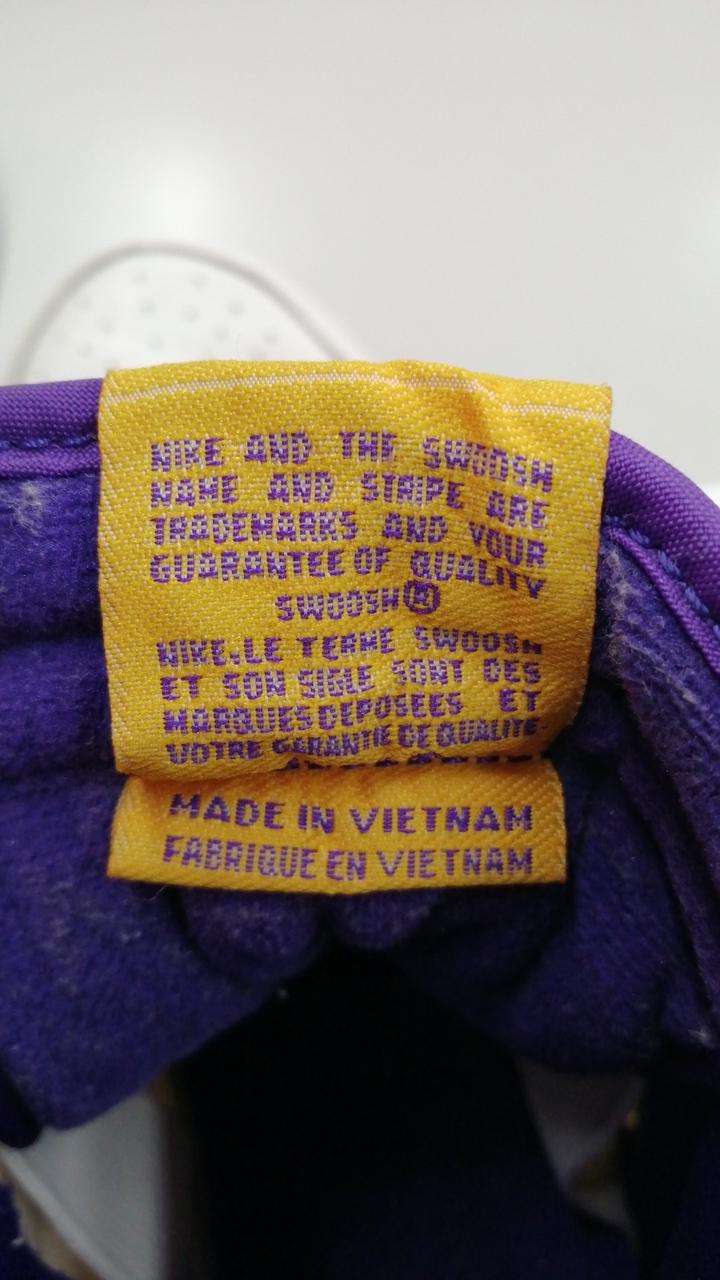 NIKE AND THE SWOOSH
NAME AND STRIPE ARE
TRADEMARKS AND YOUR
GUARANTEE OF QUALITY
SWOOSH®
NIKE.LE TERME SWOOSH
ET SON SIGLE SONT DES
MARQUES DEPOSEES ET
VOTRE GARANTIE DE QUALITE.
MADE IN VIETNAM
FABRIQUE EN VIETNAM